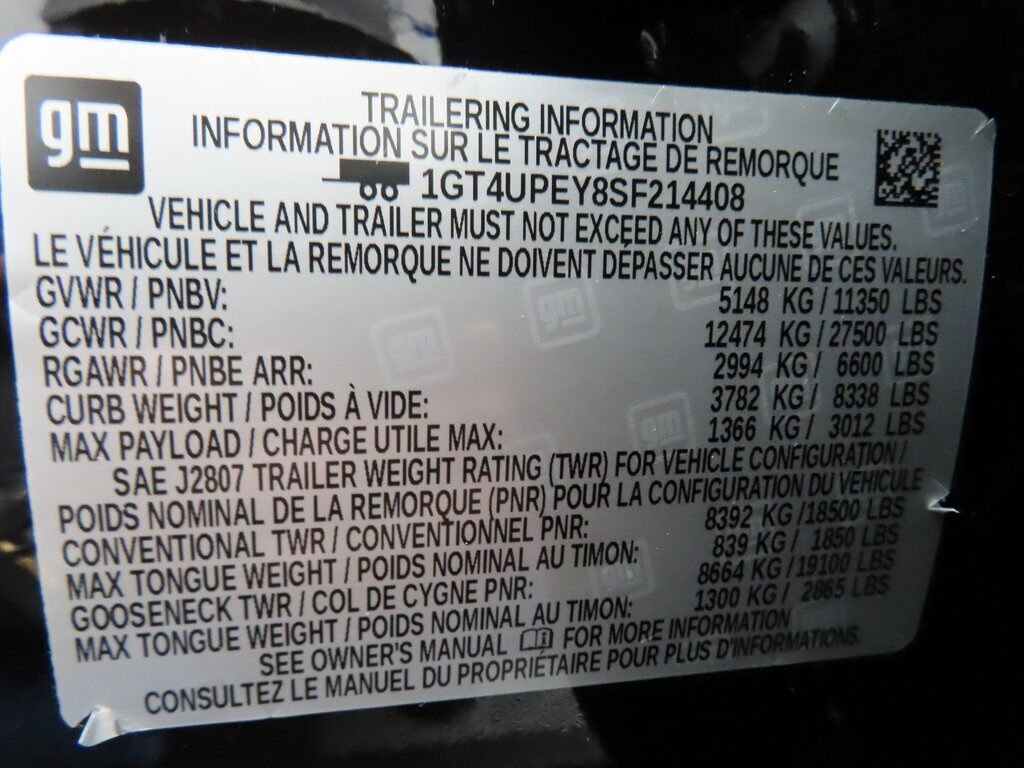 gm
TRAILERING INFORMATION
INFORMATION SUR LE TRACTAGE DE REMORQUE
1GT4UPEY8SF214408
VEHICLE AND TRAILER MUST NOT EXCEED ANY OF THESE VALUES.
LE VÉHICULE ET LA REMORQUE NE DOIVENT DÉPASSER AUCUNE DE CES VALEURS.
GVWR / PNBV: 5148 KG / 11350 LBS
GCWR / PNBC: 12474 KG / 27500 LBS
RGAWR / PNBE ARR: 2994 KG / 6600 LBS
CURB WEIGHT / POIDS À VIDE: 3782 KG / 8338 LBS
MAX PAYLOAD / CHARGE UTILE MAX: 1366 KG / 3012 LBS
SAE J2807 TRAILER WEIGHT RATING (TWR) FOR VEHICLE CONFIGURATION /
POIDS NOMINAL DE LA REMORQUE (PNR) POUR LA CONFIGURATION DU VÉHICULE
CONVENTIONAL TWR / CONVENTIONNEL PNR: 8392 KG /18500 LBS
MAX TONGUE WEIGHT / POIDS NOMINAL AU TIMON: 839 KG / 1850 LBS
GOOSENECK TWR / COL DE CYGNE PNR: 8664 KG /19100 LBS
MAX TONGUE WEIGHT / POIDS NOMINAL AU TIMON: 1300 KG / 2865 LBS
SEE OWNER'S MANUAL FOR MORE INFORMATION
CONSULTEZ LE MANUEL DU PROPRIÉTAIRE POUR PLUS D'INFORMATIONS.